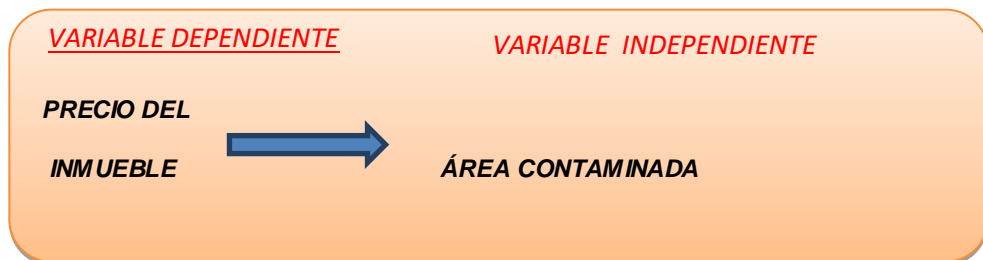 VARIABLE DEPENDIENTE
VARIABLE INDEPENDIENTE
PRECIO DEL
INMUEBLE
ÁREA CONTAMINADA